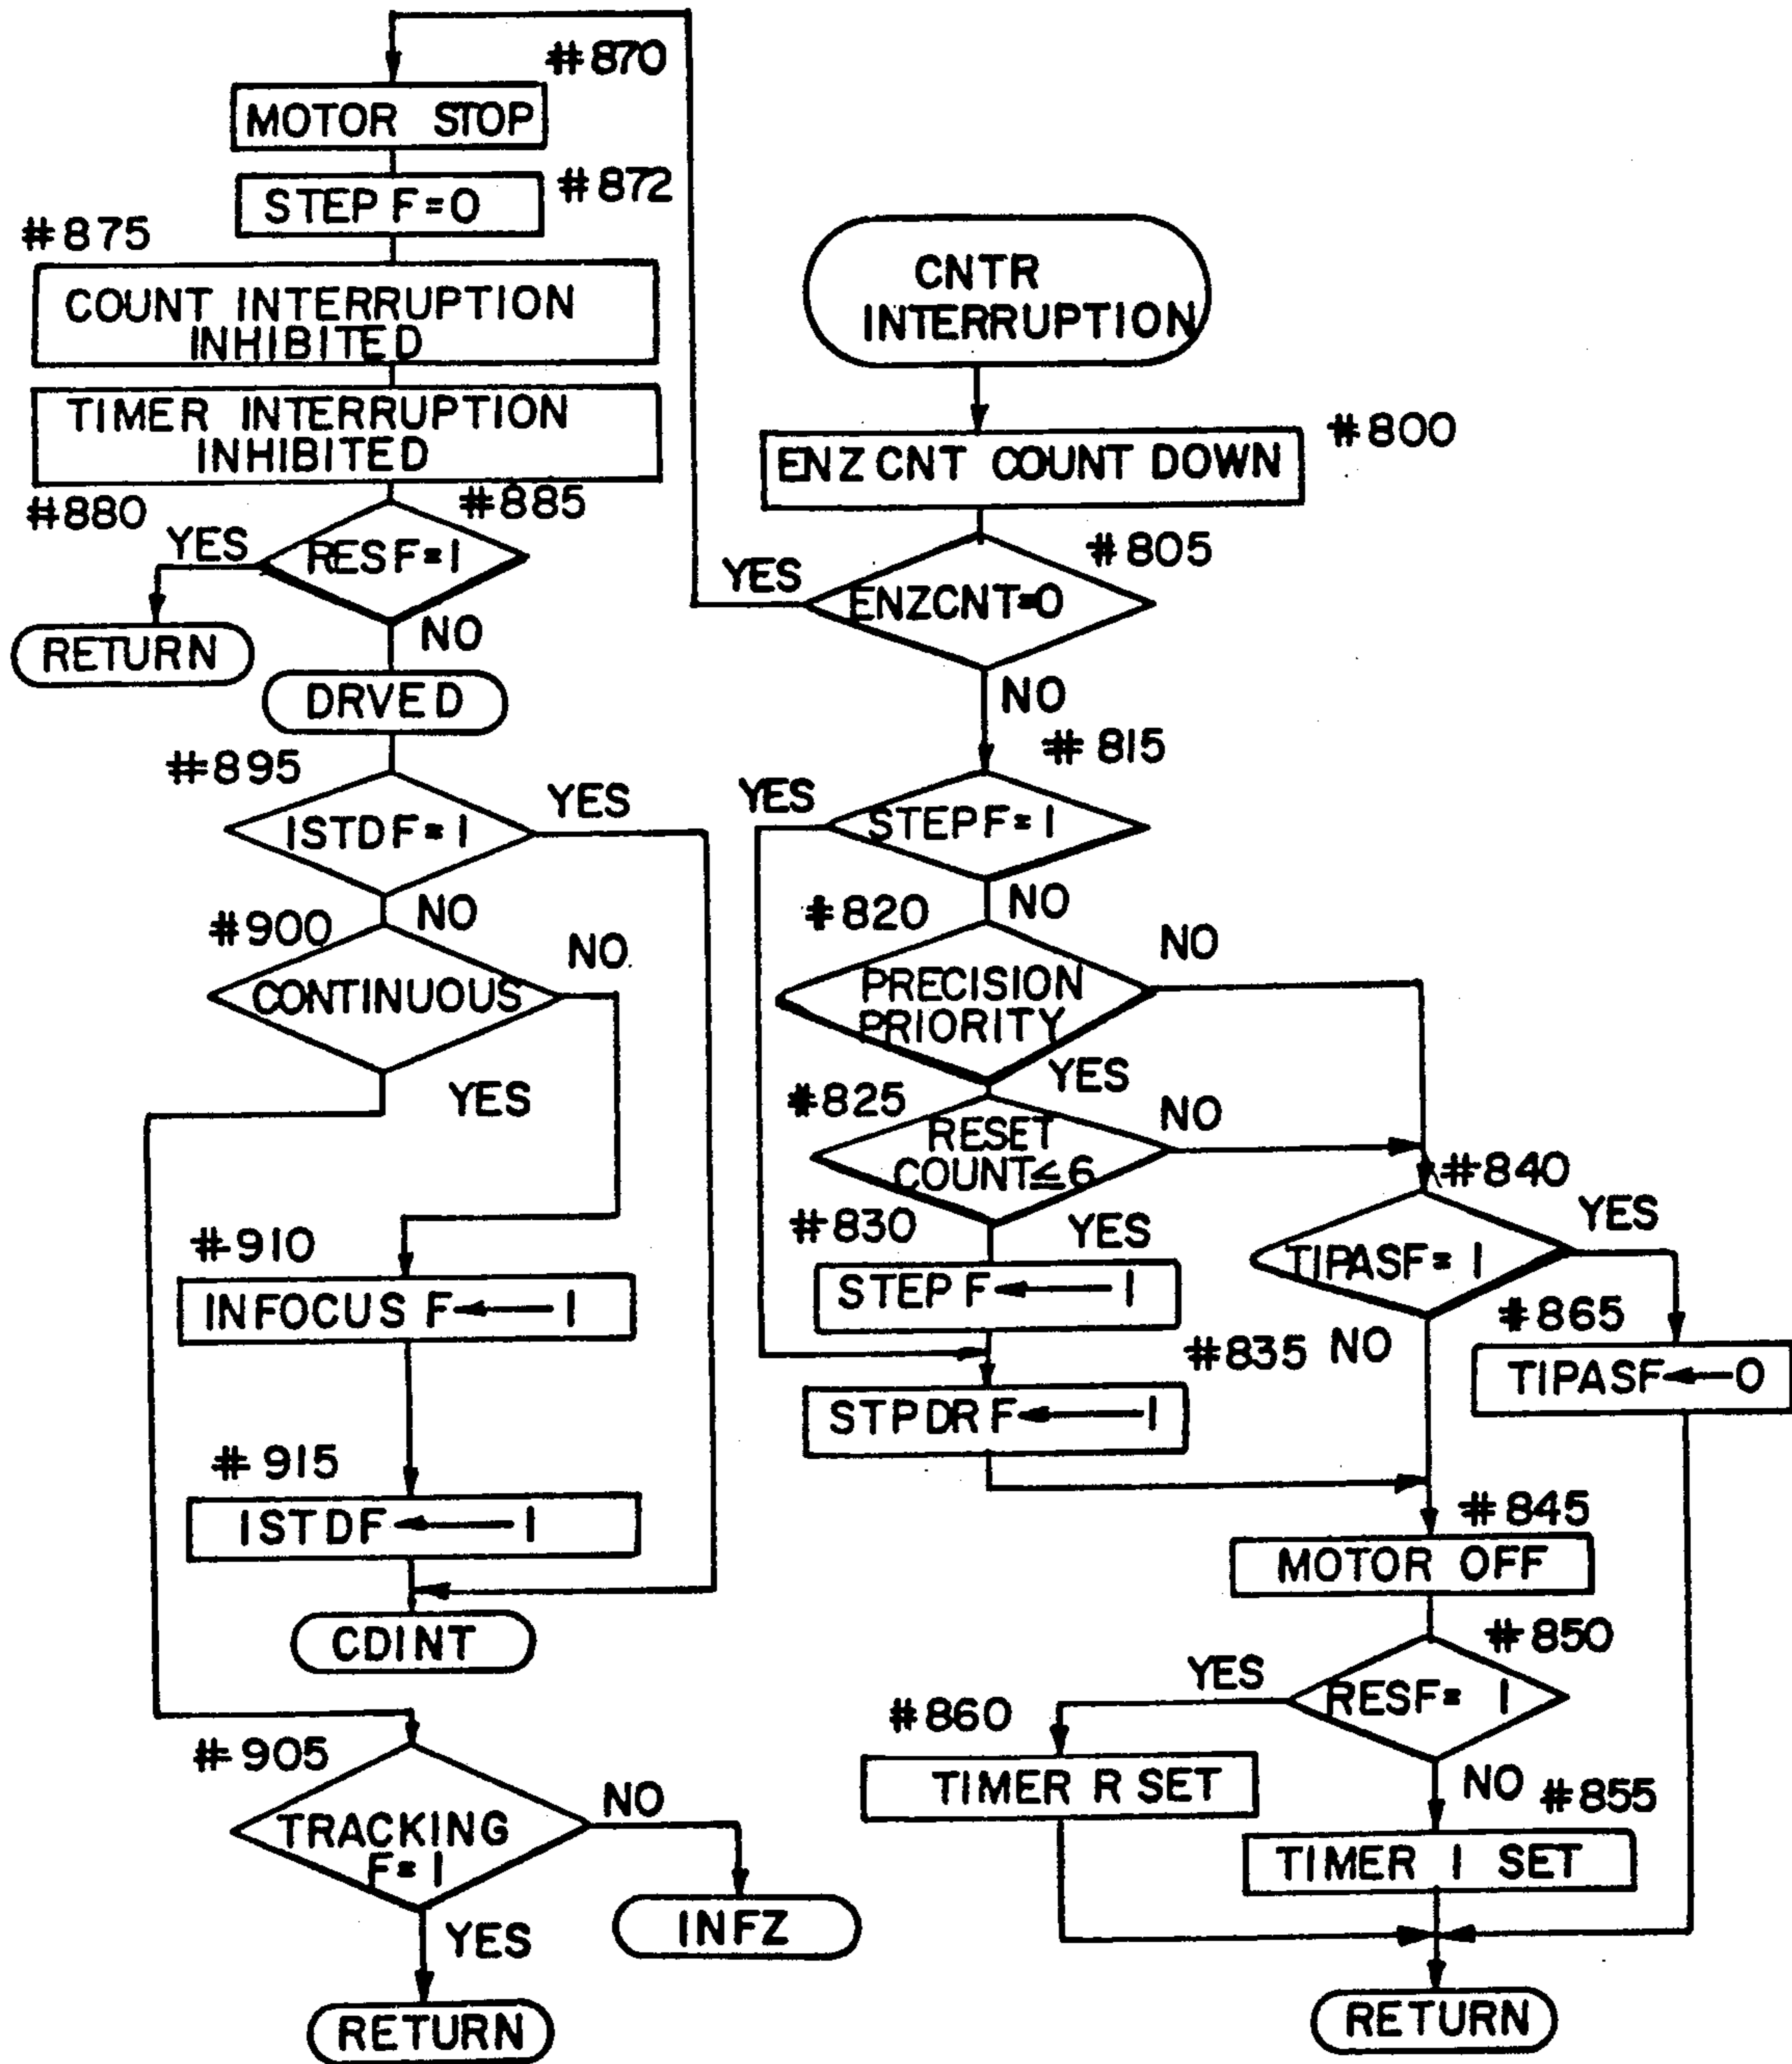 #870
MOTOR STOP
#872
STEP F=0
#875
COUNT INTERRUPTION
INHIBITED
TIMER INTERRUPTION
INHIBITED
#880
#885
YES
RESF=1
RETURN
NO
DRVED
#895
YES
ISTDF=1
NO
#900
NO
CONTINUOUS
YES
#910
INFOCUS F←1
#915
ISTDF←1
CDINT
#905
TRACKING
F=1
NO
INFZ
YES
RETURN
CNTR
INTERRUPTION
#800
ENZ CNT COUNT DOWN
#805
YES
ENZCNT=0
NO
#815
YES
STEPF=1
#820
NO
NO
PRECISION
PRIORITY
YES
#825
NO
RESET
COUNT≦6
#840
#830
YES
YES
TIPASF=1
STEP F←1
#865
#835
NO
TIPASF←0
STPDR F←1
#845
MOTOR OFF
#850
YES
RESF=1
#860
TIMER R SET
NO
#855
TIMER I SET
RETURN